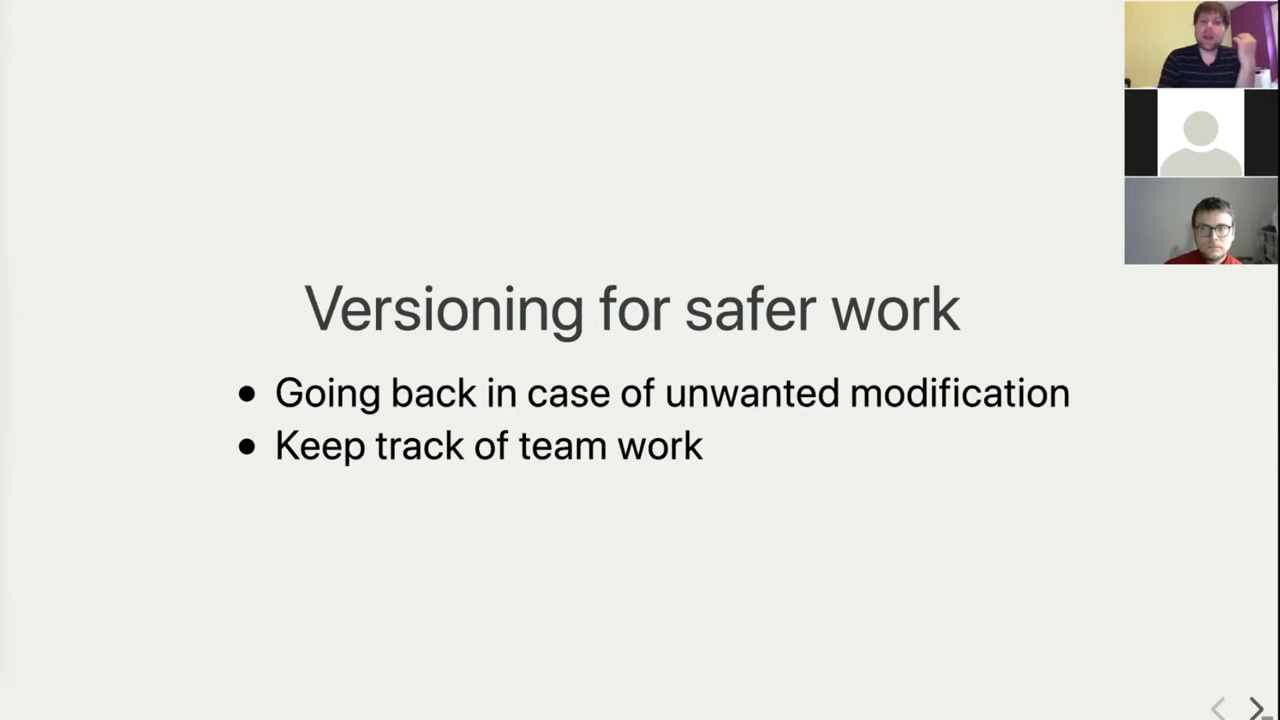 Versioning for safer work
• Going back in case of unwanted modification
• Keep track of team work